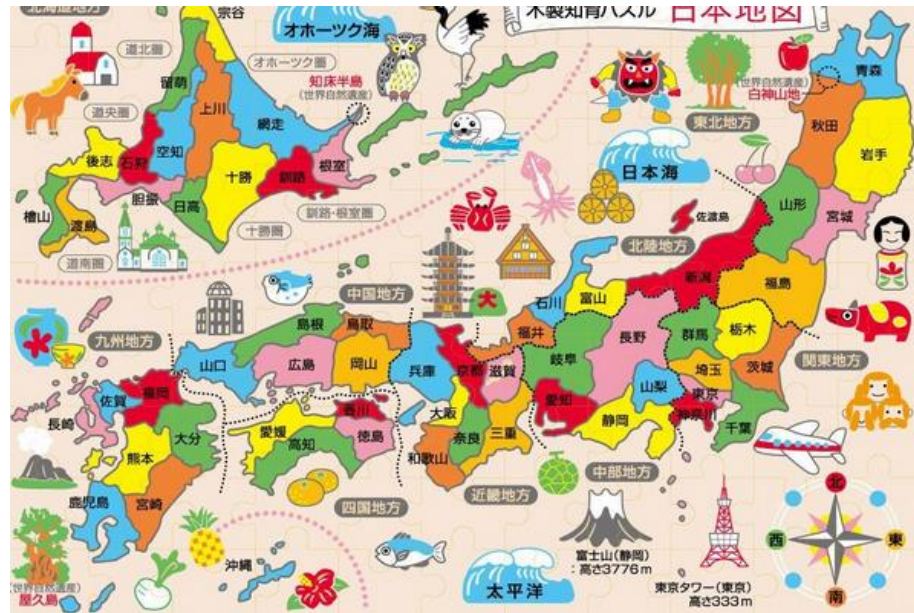 北海道地方
宗谷
オホーツク海
木製知育パズル 日本地図
道北圏
オホーツク圏
知床半島
(世界自然遺産)
留萌
上川
網走
道央圏
空知
石狩
後志
十勝
釧路
根室
胆振
日高
檜山
渡島
釧路・根室圏
十勝圏
道南圏
青森
(世界自然遺産)
白神山地
東北地方
秋田
岩手
日本海
山形
宮城
佐渡島
北陸地方
新潟
福島
石川
富山
福井
長野
群馬
栃木
岐阜
埼玉
茨城
関東地方
山梨
東京
神奈川
千葉
愛知
静岡
中部地方
中国地方
島根
鳥取
山口
広島
岡山
兵庫
京都
滋賀
大
大阪
奈良
三重
和歌山
近畿地方
九州地方
福岡
佐賀
長崎
大分
熊本
宮崎
鹿児島
愛媛
香川
高知
徳島
四国地方
(世界自然遺産)
屋久島
沖縄
太平洋
富士山(静岡)
:高さ3776m
東京タワー(東京)
高さ333m
北
西
東
南